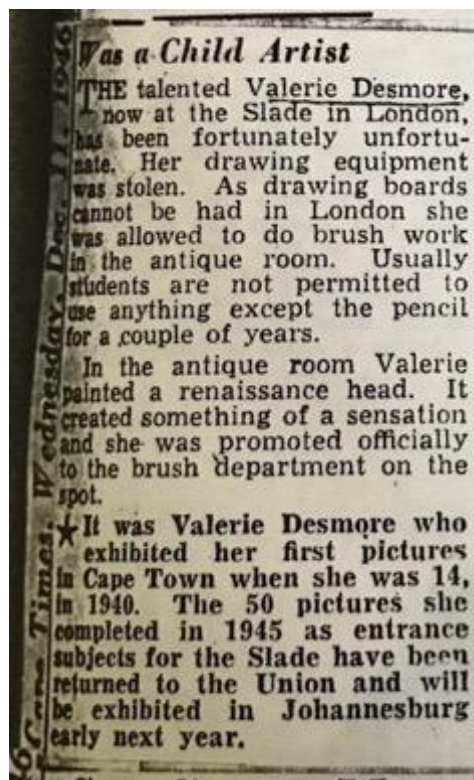 Was a Child Artist
THE talented Valerie Desmore,
now at the Slade in London,
has been fortunately unfortu-
nate. Her drawing equipment
was stolen. As drawing boards
cannot be had in London she
was allowed to do brush work
in the antique room. Usually
students are not permitted to
use anything except the pencil
for a couple of years.
In the antique room Valerie
painted a renaissance head. It
created something of a sensation
and she was promoted officially
to the brush department on the
spot.
★It was Valerie Desmore who
exhibited her first pictures
in Cape Town when she was 14,
in 1940. The 50 pictures she
completed in 1945 as entrance
subjects for the Slade have been
returned to the Union and will
be exhibited in Johannesburg
early next year.
Cape Times, Wednesday, Dec. 11, 1946
46